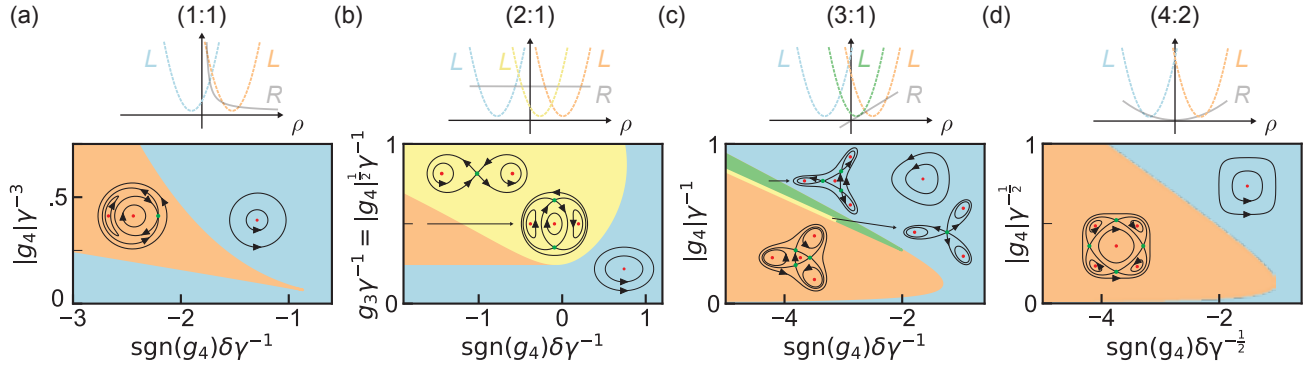 (a) (1:1) (b) (2:1) (c) (3:1) (d) (4:2)
L L L L L L L L L L
R R R R
ρ ρ ρ ρ
|g₄|γ⁻³
.5
0
−3 −2 −1
sgn(g₄)δγ⁻¹
g₃γ⁻¹ = |g₄|^½γ⁻¹
1
0
−1 0 1
sgn(g₄)δγ⁻¹
|g₄|γ⁻¹
1
0
−4 −2
sgn(g₄)δγ⁻¹
|g₄|γ^−½
1
0
−4 −2
sgn(g₄)δγ^−½